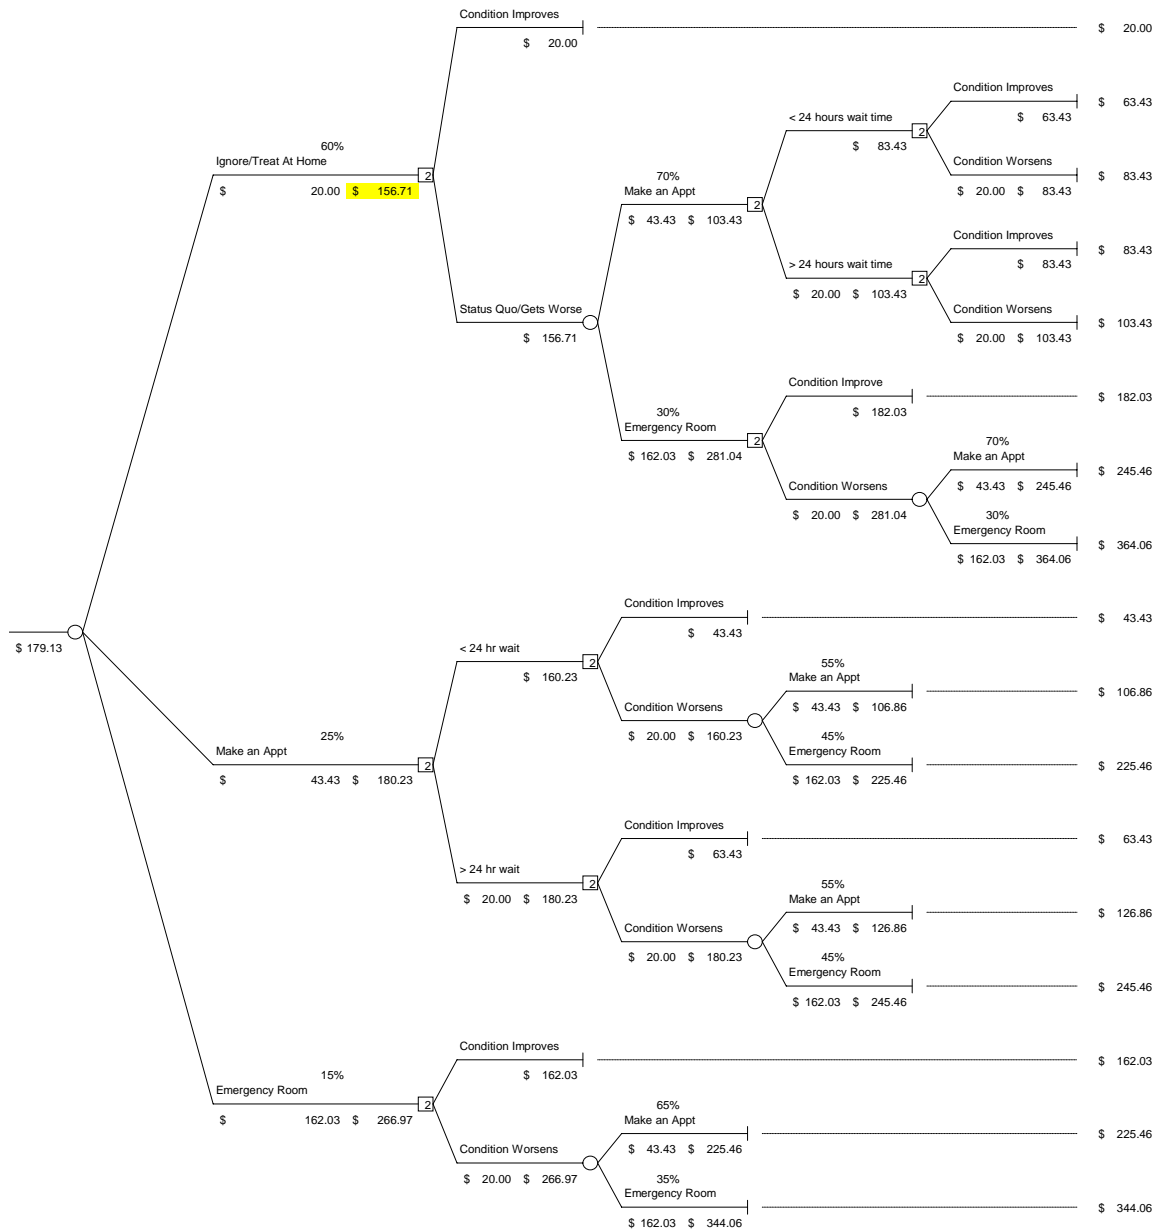 Condition Improves
$ 20.00 $ 20.00
Condition Improves
$ 63.43
< 24 hours wait time $ 63.43
2
60% $ 83.43 Condition Worsens
Ignore/Treat At Home
2 70% $ 83.43
$ 20.00 $ 156.71 Make an Appt $ 20.00 $ 83.43
2
$ 43.43 $ 103.43 Condition Improves
$ 83.43
> 24 hours wait time $ 83.43
2
$ 20.00 $ 103.43 Condition Worsens
Status Quo/Gets Worse $ 103.43
$ 156.71 $ 20.00 $ 103.43
Condition Improve
$ 182.03
30% $ 182.03
Emergency Room
2 70%
$ 162.03 $ 281.04 Make an Appt
$ 245.46
Condition Worsens $ 43.43 $ 245.46
$ 20.00 $ 281.04 30%
Emergency Room
$ 364.06
$ 162.03 $ 364.06
Condition Improves
$ 43.43
$ 179.13 < 24 hr wait $ 43.43
2
$ 160.23 55%
Make an Appt
$ 106.86
Condition Worsens $ 43.43 $ 106.86
25% $ 20.00 $ 160.23 45%
Make an Appt Emergency Room
2 $ 225.46
$ 43.43 $ 180.23 $ 162.03 $ 225.46
Condition Improves
$ 63.43
> 24 hr wait $ 63.43
2
$ 20.00 $ 180.23 55%
Make an Appt
$ 126.86
Condition Worsens $ 43.43 $ 126.86
$ 20.00 $ 180.23 45%
Emergency Room
$ 245.46
$ 162.03 $ 245.46
Condition Improves
$ 162.03
15% $ 162.03
Emergency Room
2 65%
$ 162.03 $ 266.97 Make an Appt
$ 225.46
Condition Worsens $ 43.43 $ 225.46
$ 20.00 $ 266.97 35%
Emergency Room
$ 344.06
$ 162.03 $ 344.06